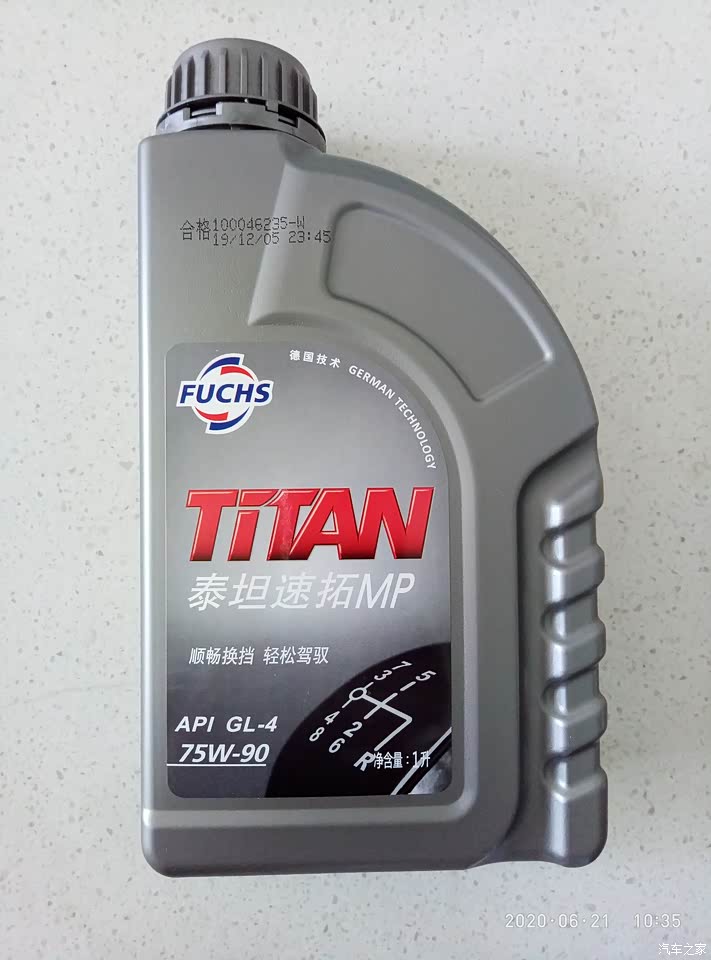 合格100046235-W
19/12/05 23:45
FUCHS
德国技术 GERMAN TECHNOLOGY
TiTAN
泰坦速拓MP
顺畅换挡 轻松驾驭
API GL-4
75W-90
7 5
3 1
4 2
8 6 R
净含量:1升
2020·06·21 10:35
汽车之家